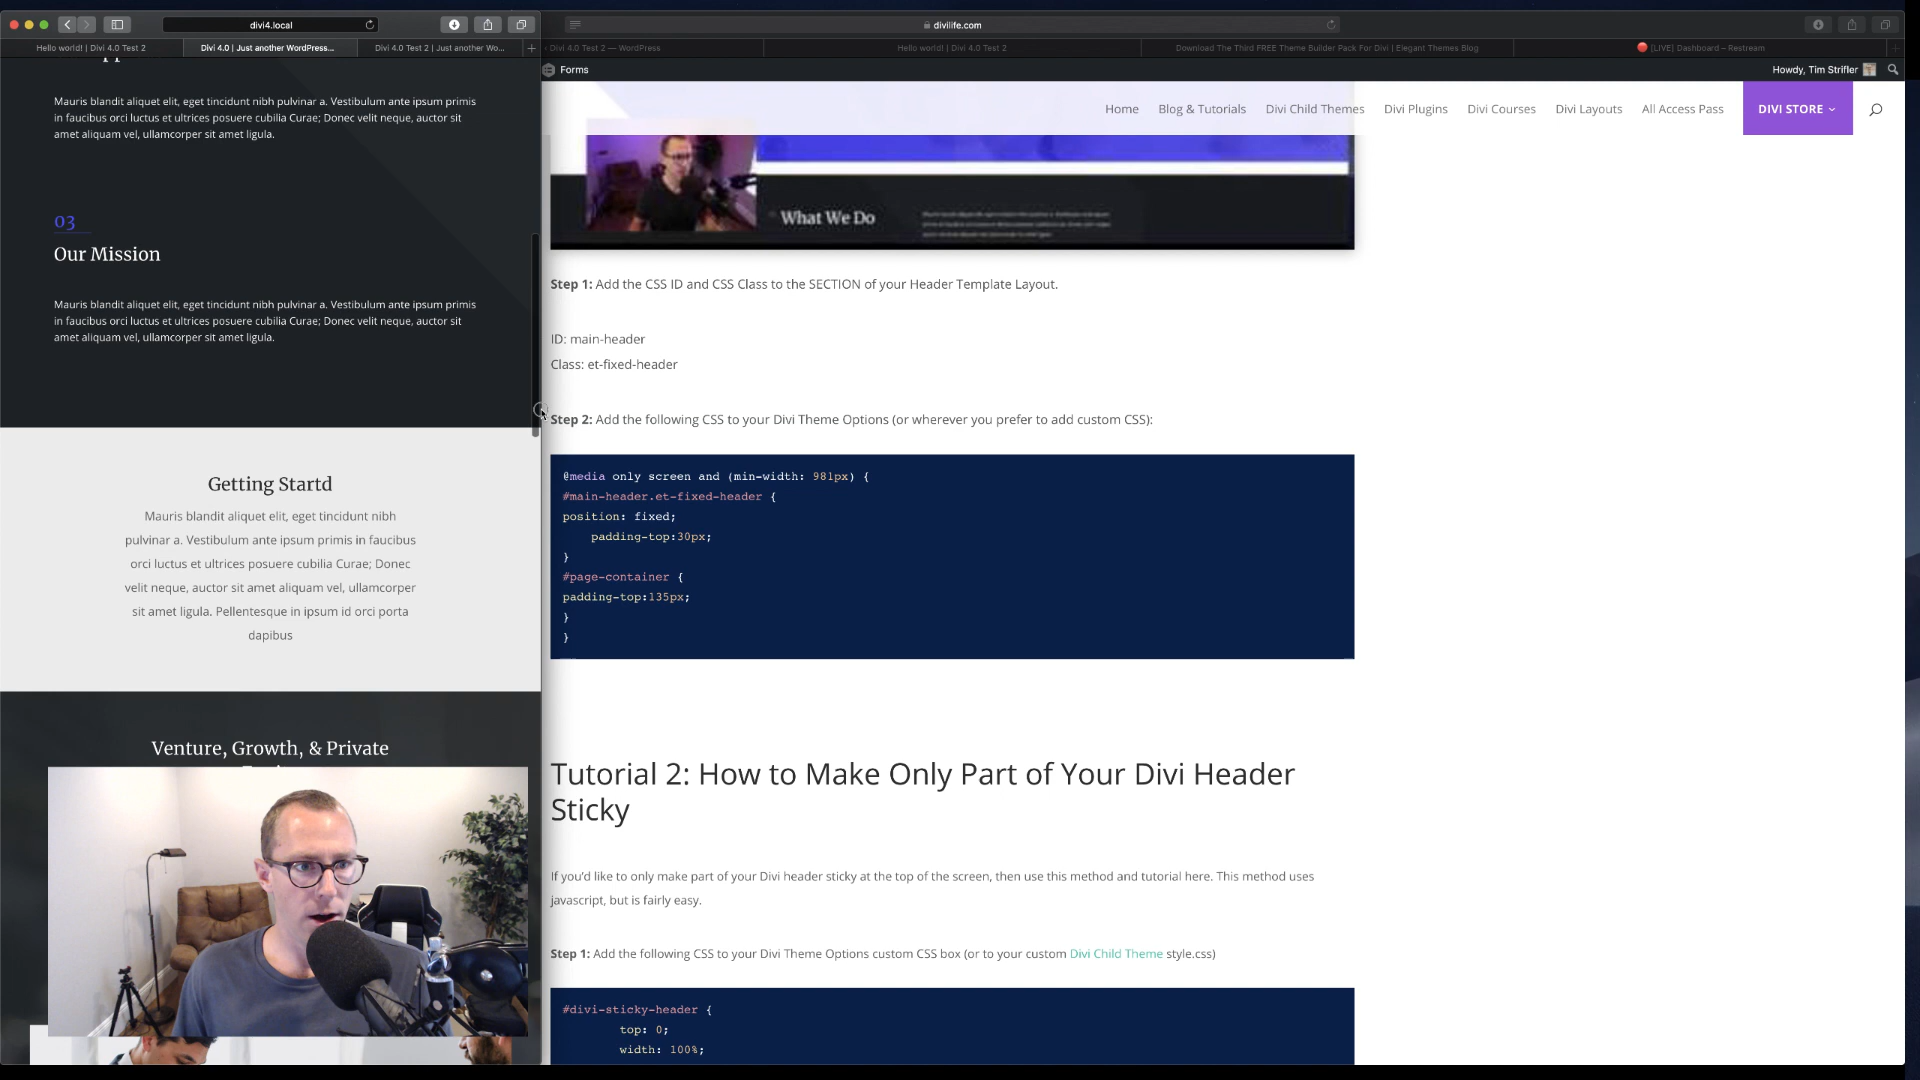 divi4.local
Hello world! | Divi 4.0 Test 2
Divi 4.0 | Just another WordPress...
Divi 4.0 Test 2 | Just another Wo...
Mauris blandit aliquet elit, eget tincidunt nibh pulvinar a. Vestibulum ante ipsum primis
in faucibus orci luctus et ultrices posuere cubilia Curae; Donec velit neque, auctor sit
amet aliquam vel, ullamcorper sit amet ligula.
03
Our Mission
Mauris blandit aliquet elit, eget tincidunt nibh pulvinar a. Vestibulum ante ipsum primis
in faucibus orci luctus et ultrices posuere cubilia Curae; Donec velit neque, auctor sit
amet aliquam vel, ullamcorper sit amet ligula.
Getting Startd
Mauris blandit aliquet elit, eget tincidunt nibh
pulvinar a. Vestibulum ante ipsum primis in faucibus
orci luctus et ultrices posuere cubilia Curae; Donec
velit neque, auctor sit amet aliquam vel, ullamcorper
sit amet ligula. Pellentesque in ipsum id orci porta
dapibus
Venture, Growth, & Private
divilife.com
Divi 4.0 Test 2 — WordPress
Hello world! | Divi 4.0 Test 2
Download The Third FREE Theme Builder Pack For Divi | Elegant Themes Blog
[LIVE] Dashboard – Restream
Forms
Howdy, Tim Strifler
Home
Blog & Tutorials
Divi Child Themes
Divi Plugins
Divi Courses
Divi Layouts
All Access Pass
DIVI STORE
What We Do
Step 1: Add the CSS ID and CSS Class to the SECTION of your Header Template Layout.
ID: main-header
Class: et-fixed-header
Step 2: Add the following CSS to your Divi Theme Options (or wherever you prefer to add custom CSS):
@media only screen and (min-width: 981px) {
#main-header.et-fixed-header {
position: fixed;
padding-top:30px;
}
#page-container {
padding-top:135px;
}
}
Tutorial 2: How to Make Only Part of Your Divi Header
Sticky
If you'd like to only make part of your Divi header sticky at the top of the screen, then use this method and tutorial here. This method uses
javascript, but is fairly easy.
Step 1: Add the following CSS to your Divi Theme Options custom CSS box (or to your custom Divi Child Theme style.css)
#divi-sticky-header {
top: 0;
width: 100%;